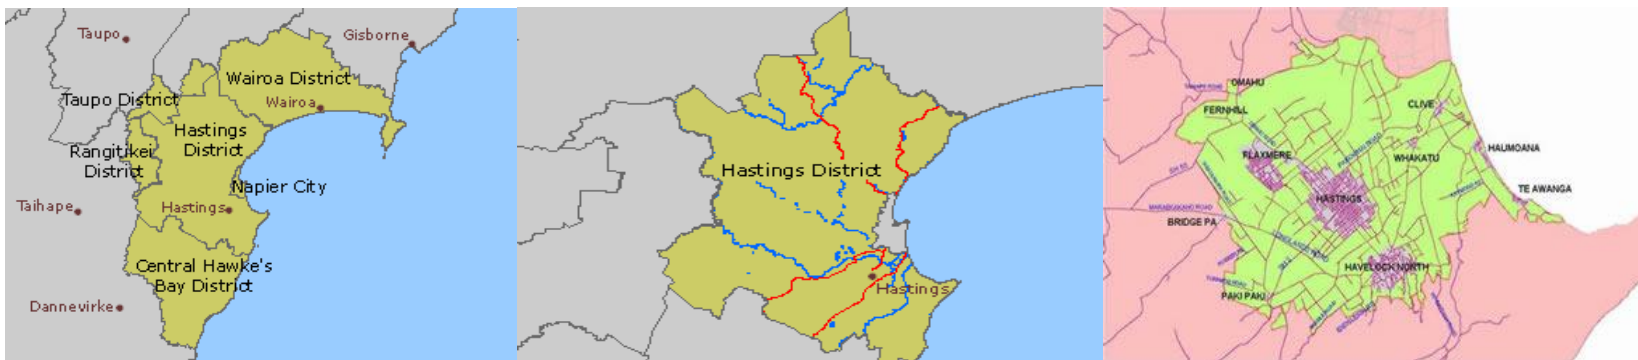 Taupo
Gisborne
Wairoa District
Wairoa
Taupo District
Hastings
District
Rangitikei
District
Napier City
Taihape
Hastings
Central Hawke's
Bay District
Dannevirke
Hastings District
Hastings
OMAHU
FERNHILL
CLIVE
FLAXMERE
WHAKATU
HAUMOANA
HASTINGS
TE AWANGA
BRIDGE PA
HAVELOCK NORTH
PAKI PAKI